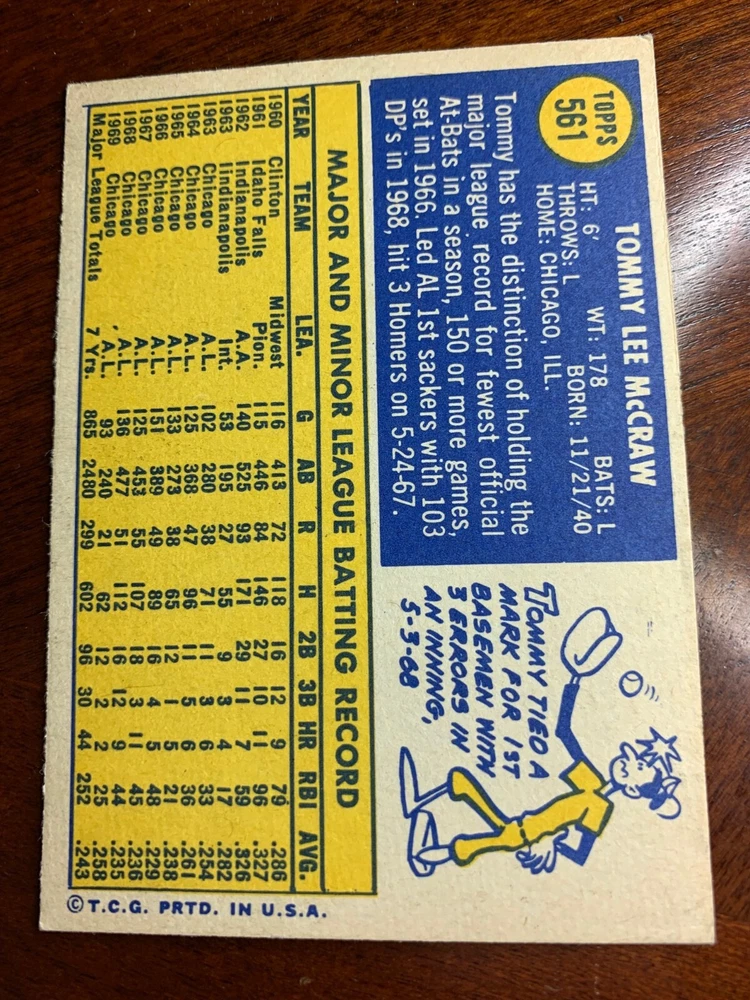 TOPPS
561
TOMMY LEE McCRAW
HT: 6' WT: 178 BATS: L
THROWS: L BORN: 11/21/40
HOME: CHICAGO, ILL.
Tommy has the distinction of holding the
major league record for fewest official
At-Bats in a season, 150 or more games,
set in 1966. Led AL 1st sackers with 103
DP's in 1968, hit 3 Homers on 5-24-67.
TOMMY TIED A
MARK FOR 1ST
BASEMEN WITH
3 ERRORS IN
AN INNING,
5-3-68
MAJOR AND MINOR LEAGUE BATTING RECORD
YEAR TEAM LEA. G AB R H 2B 3B HR RBI AVG.
1960 Clinton Midwest 116 413 72 118 16 12 9 79 .286
1961 Idaho Falls Pion. 115 446 84 146 27 10 11 96 .327
1962 Indianapolis A.A. 140 525 93 171 29 11 7 59 .326
1963 Indianapolis Int. 53 195 27 55 9 3 4 17 .282
1963 Chicago A.L. 102 280 38 71 11 3 6 33 .254
1964 Chicago A.L. 125 368 47 96 11 5 6 36 .261
1965 Chicago A.L. 133 273 38 65 12 1 5 21 .238
1966 Chicago A.L. 151 389 49 89 16 4 5 48 .229
1967 Chicago A.L. 125 453 55 107 18 3 11 45 .236
1968 Chicago A.L. 136 477 51 112 16 12 9 44 .235
1969 Chicago A.L. 93 240 21 62 12 2 2 25 .258
Major League Totals 7 Yrs. 865 2480 299 602 96 30 44 252 .243
© T.C.G. PRTD. IN U.S.A.